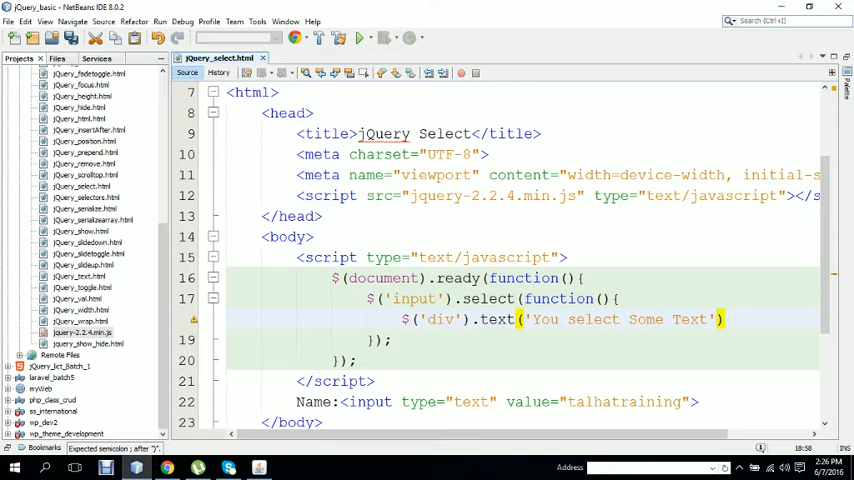 jQuery_basic - NetBeans IDE 8.0.2
File Edit View Navigate Source Refactor Run Debug Profile Team Tools Window Help
Search (Ctrl+I)
Projects Files Services
jQuery_select.html
Source History
Palette
jQuery_fadetoggle.html
jQuery_focus.html
jQuery_height.html
jQuery_hide.html
jQuery_html.html
jQuery_insertAfter.html
jQuery_position.html
jQuery_prepend.html
jQuery_remove.html
jQuery_scrolltop.html
jQuery_select.html
jQuery_selectors.html
jQuery_serialize.html
jQuery_serializearray.html
jQuery_show.html
jQuery_slidedown.html
jQuery_slidetoggle.html
jQuery_slideup.html
jQuery_text.html
jQuery_toggle.html
jQuery_val.html
jQuery_width.html
jQuery_wrap.html
jquery-2.2.4.min.js
jquery_show_hide.html
Remote Files
jQuery_lict_Batch_1
laravel_batch5
myWeb
php_class_crud
ss_international
wp_dev2
wp_theme_development
7 <html>
8 <head>
9 <title>jQuery Select</title>
10 <meta charset="UTF-8">
11 <meta name="viewport" content="width=device-width, initial-s
12 <script src="jquery-2.2.4.min.js" type="text/javascript"></s
13 </head>
14 <body>
15 <script type="text/javascript">
16 $(document).ready(function(){
17 $('input').select(function(){
$('div').text('You select Some Text')
19 });
20 });
21 </script>
22 Name:<input type="text" value="talhatraining">
23 </body>
Bookmarks Expected semicolon ; after ")".
18:58 INS
Address
2:26 PM
6/7/2016